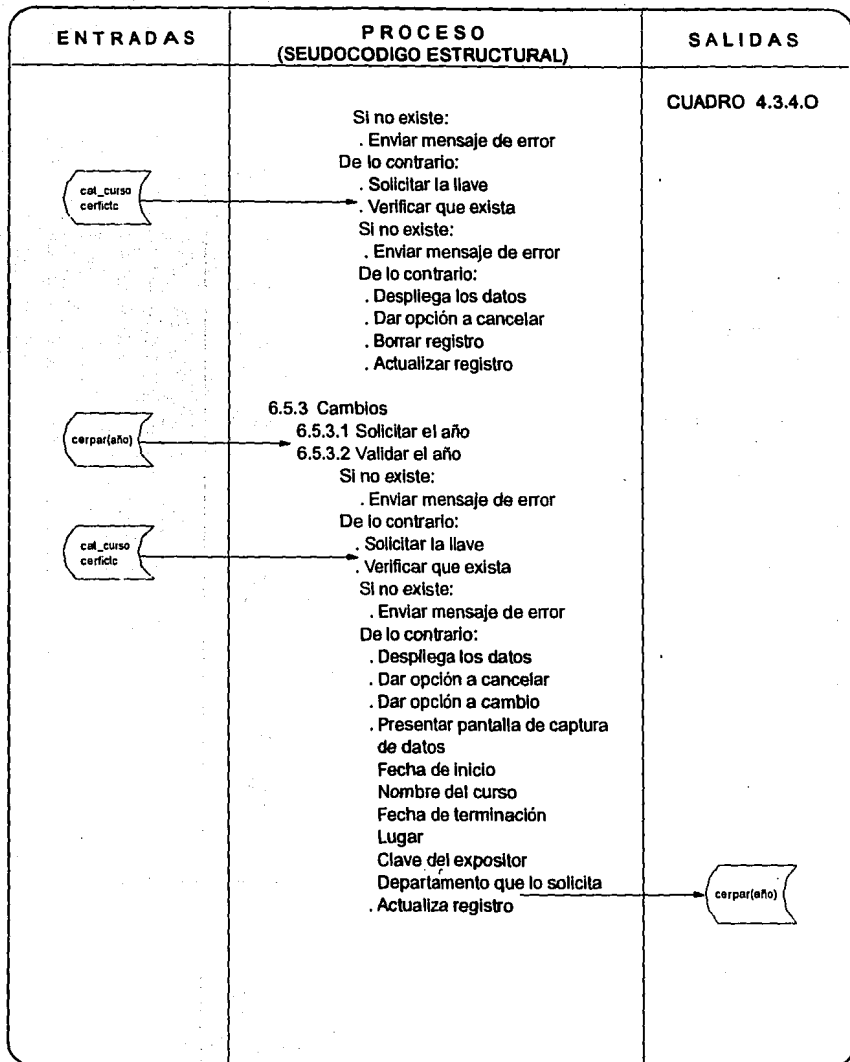 ENTRADAS
PROCESO
(SEUDOCODIGO ESTRUCTURAL)
SALIDAS
CUADRO 4.3.4.O
Si no existe:
. Enviar mensaje de error
De lo contrario:
. Solicitar la llave
cat_curso
cerfictc
. Verificar que exista
Si no existe:
. Enviar mensaje de error
De lo contrario:
. Despliega los datos
. Dar opción a cancelar
. Borrar registro
. Actualizar registro
6.5.3 Cambios
6.5.3.1 Solicitar el año
cerpar(año)
6.5.3.2 Validar el año
Si no existe:
. Enviar mensaje de error
De lo contrario:
cat_curso
cerfictc
. Solicitar la llave
. Verificar que exista
Si no existe:
. Enviar mensaje de error
De lo contrario:
. Despliega los datos
. Dar opción a cancelar
. Dar opción a cambio
. Presentar pantalla de captura
de datos
Fecha de inicio
Nombre del curso
Fecha de terminación
Lugar
Clave del expositor
Departamento que lo solicita
. Actualiza registro
cerpar(año)